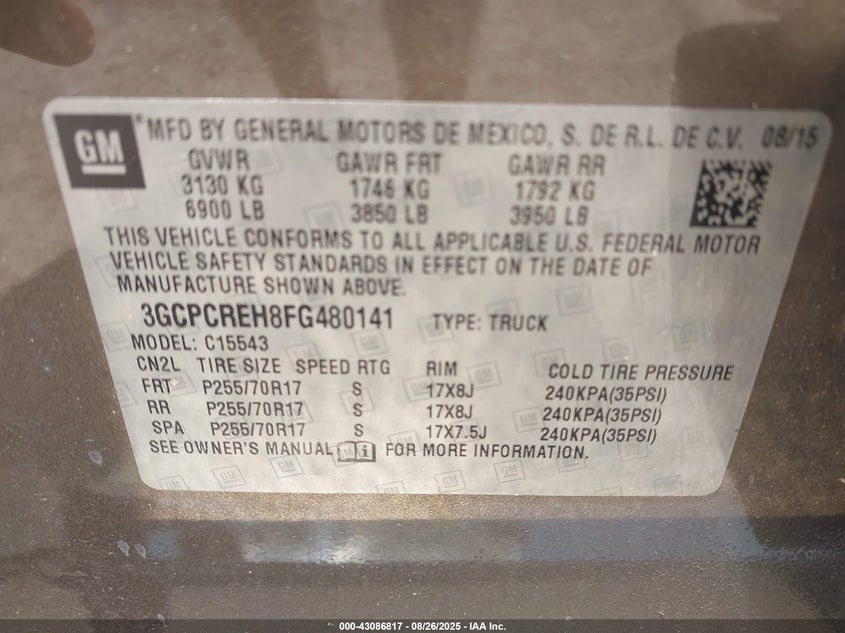 GM
MFD BY GENERAL MOTORS DE MEXICO, S. DE R.L. DE C.V. 08/15
GVWR GAWR FRT GAWR RR
3130 KG 1746 KG 1792 KG
6900 LB 3850 LB 3950 LB
THIS VEHICLE CONFORMS TO ALL APPLICABLE U.S. FEDERAL MOTOR
VEHICLE SAFETY STANDARDS IN EFFECT ON THE DATE OF
MANUFACTURE SHOWN ABOVE.
3GCPCREH8FG480141 TYPE: TRUCK
MODEL: C15543
CN2L TIRE SIZE SPEED RTG RIM COLD TIRE PRESSURE
FRT P255/70R17 S 17X8J 240KPA(35PSI)
RR P255/70R17 S 17X8J 240KPA(35PSI)
SPA P255/70R17 S 17X7.5J 240KPA(35PSI)
SEE OWNER'S MANUAL FOR MORE INFORMATION.
000-43086817 - 08/26/2025 - IAA Inc.